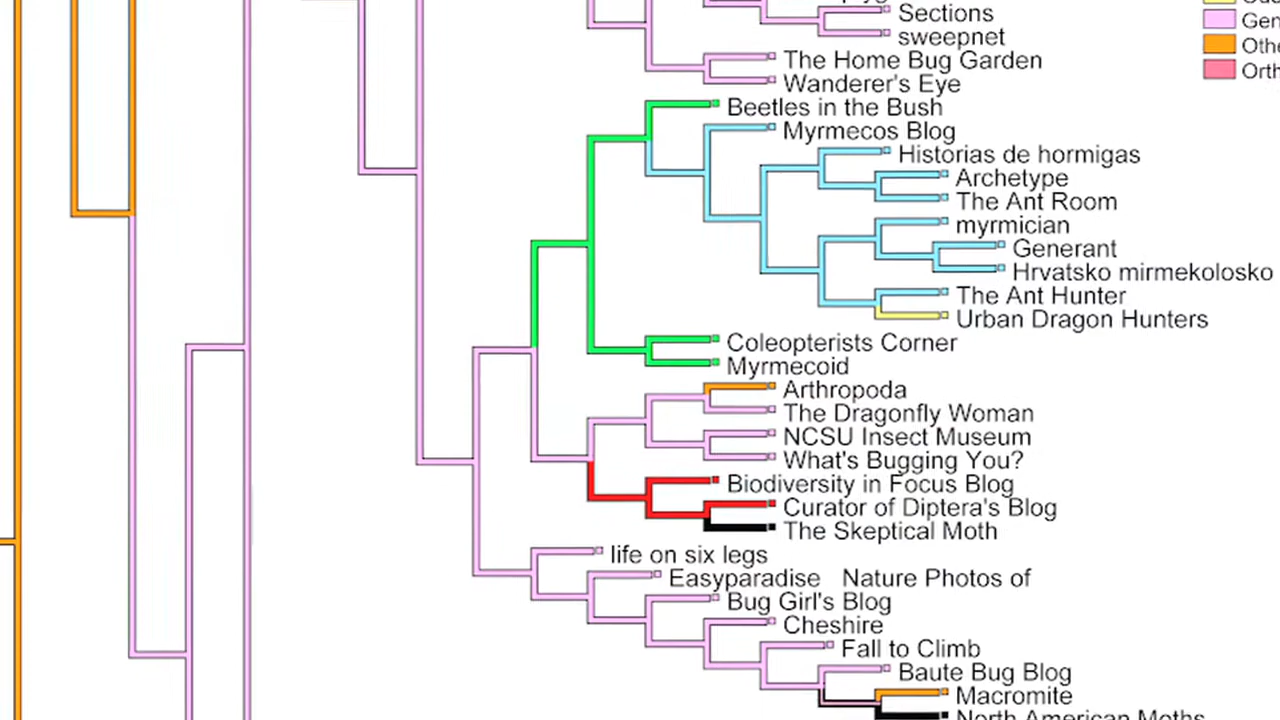 Sections
sweepnet
The Home Bug Garden
Wanderer's Eye
Beetles in the Bush
Myrmecos Blog
Historias de hormigas
Archetype
The Ant Room
myrmician
Generant
Hrvatsko mirmekolosko
The Ant Hunter
Urban Dragon Hunters
Coleopterists Corner
Myrmecoid
Arthropoda
The Dragonfly Woman
NCSU Insect Museum
What's Bugging You?
Biodiversity in Focus Blog
Curator of Diptera's Blog
The Skeptical Moth
life on six legs
Easyparadise Nature Photos of
Bug Girl's Blog
Cheshire
Fall to Climb
Baute Bug Blog
Macromite
North American Moths
Gen
Othe
Orth